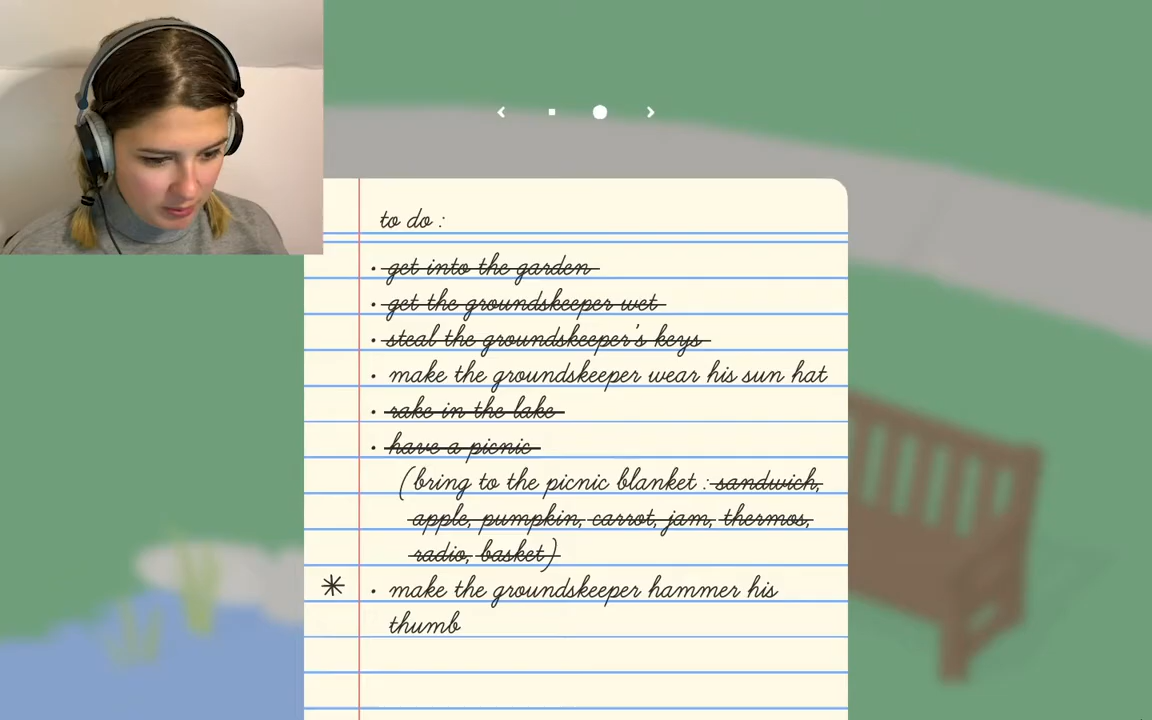 to do :
• get into the garden
• get the groundskeeper wet
• steal the groundskeeper's keys
• make the groundskeeper wear his sun hat
• rake in the lake
• have a picnic
(bring to the picnic blanket : sandwich,
apple, pumpkin, carrot, jam, thermos,
radio, basket)
• make the groundskeeper hammer his
thumb